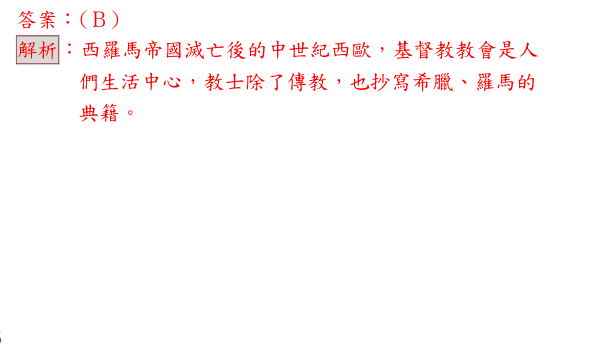 答案：(B)
解析：西羅馬帝國滅亡後的中世紀西歐，基督教教會是人
們生活中心，教士除了傳教，也抄寫希臘、羅馬的
典籍。